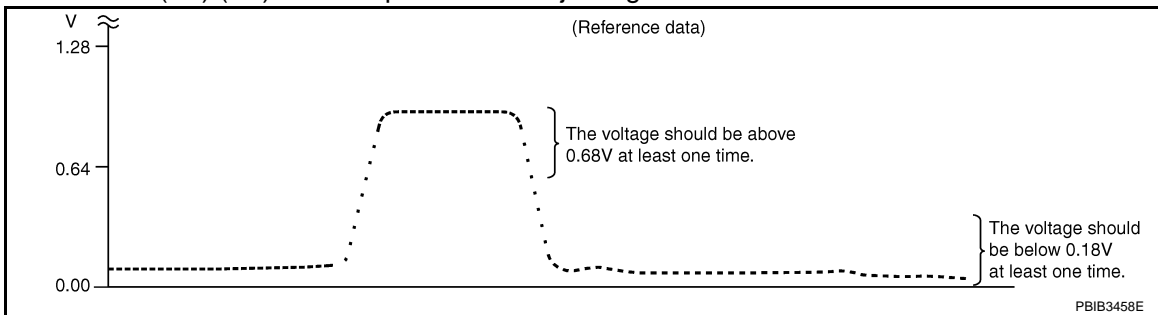 V
(Reference data)
1.28
The voltage should be above
0.68V at least one time.
0.64
The voltage should
be below 0.18V
at least one time.
0.00
PBIB3458E